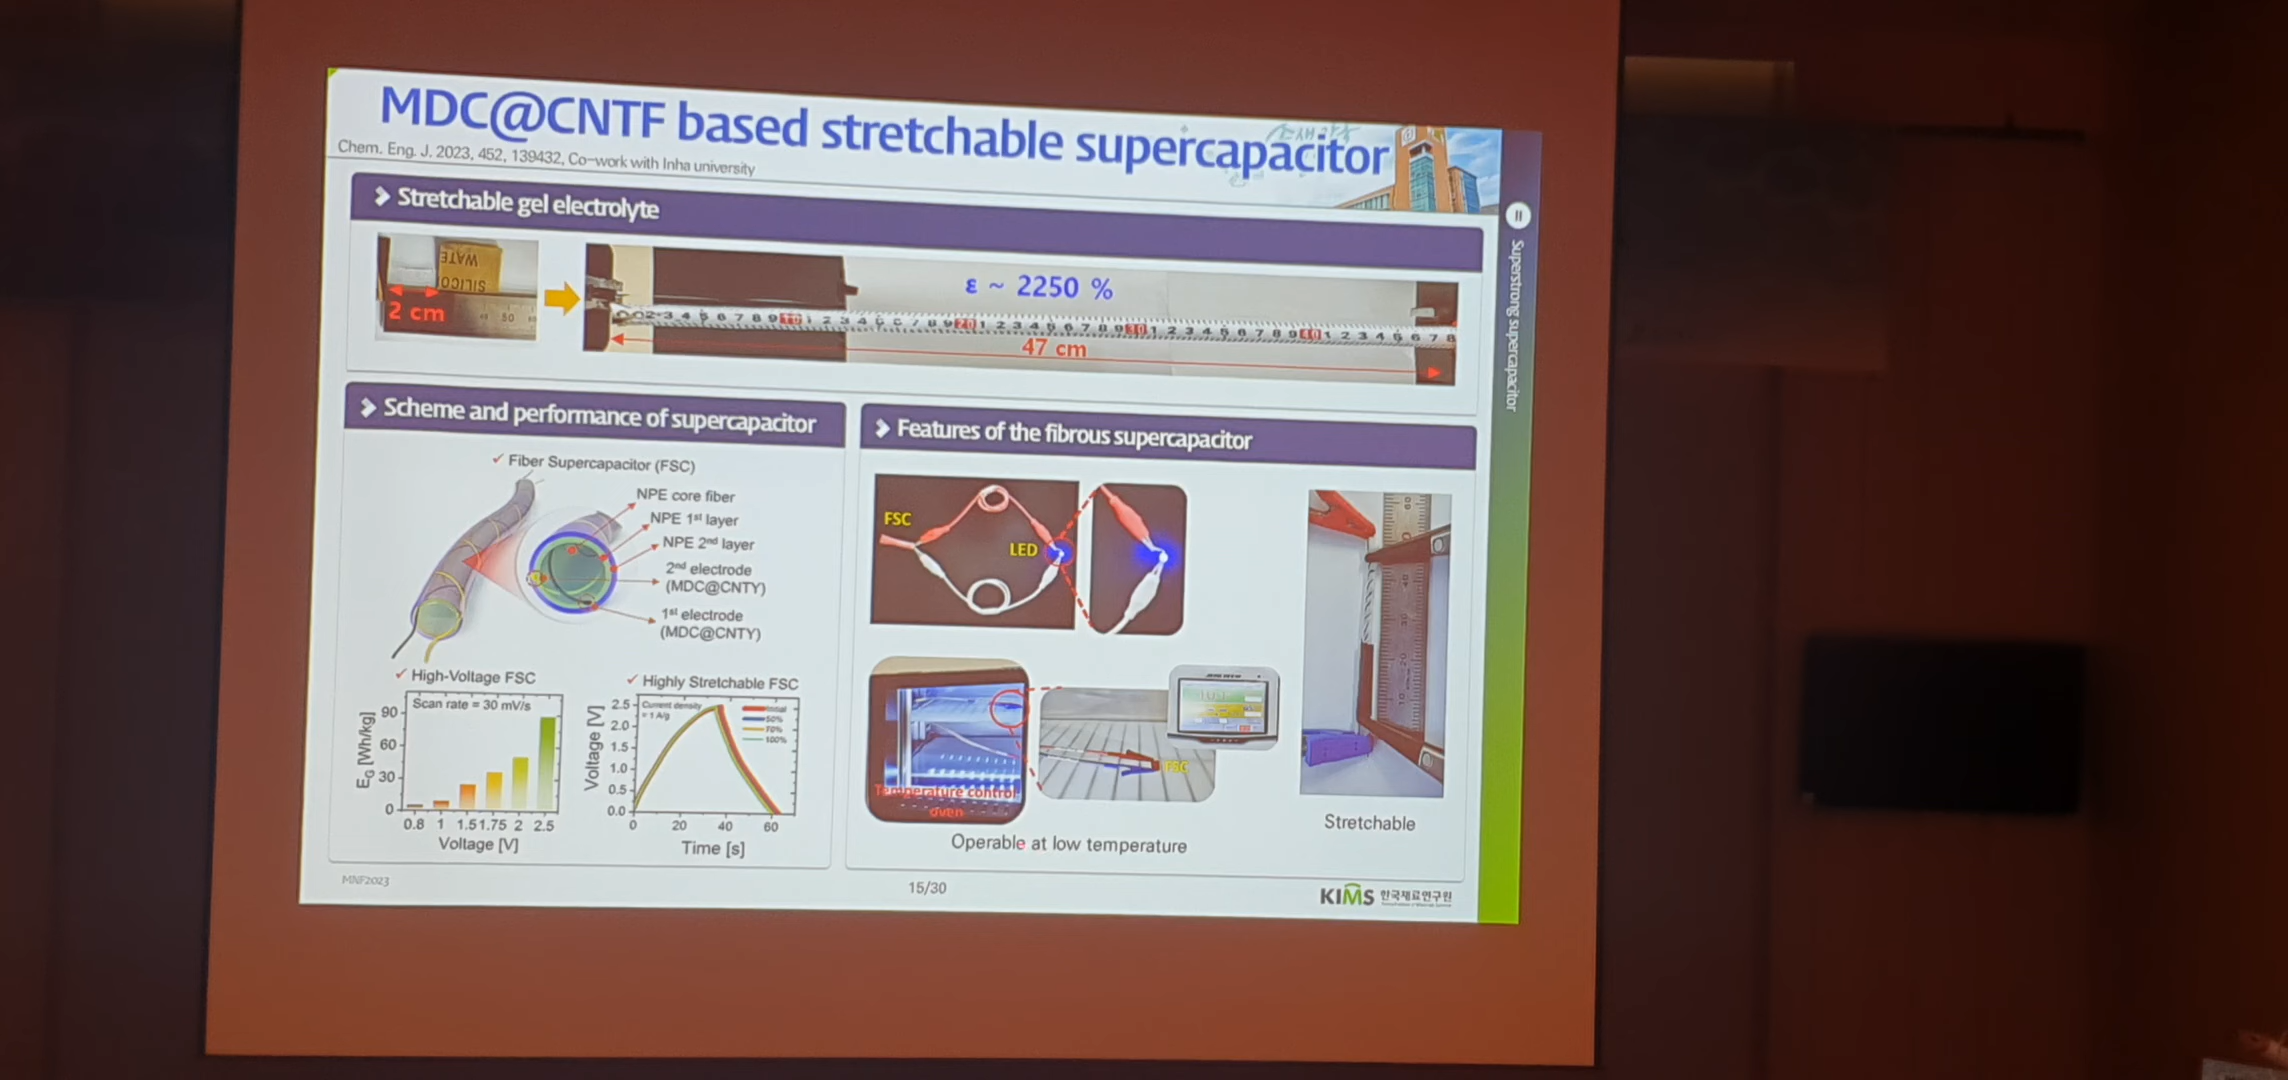 MDC@CNTF based stretchable supercapacitor
Chem. Eng. J. 2023, 452, 139432, Co-work with Inha university
Stretchable gel electrolyte
WATE
SILICO
2 cm
50
ε ~ 2250 %
47 cm
II
Superstrong supercapacitor
Scheme and performance of supercapacitor
✓ Fiber Supercapacitor (FSC)
NPE core fiber
NPE 1st layer
NPE 2nd layer
2nd electrode
(MDC@CNTY)
1st electrode
(MDC@CNTY)
✓ High-Voltage FSC
Scan rate = 30 mV/s
EG [Wh/kg]
90
60
30
0
0.8 1 1.5 1.75 2 2.5
Voltage [V]
✓ Highly Stretchable FSC
Current density
= 1 A/g
Initial
50%
70%
100%
Voltage [V]
2.5
2.0
1.5
1.0
0.5
0.0
0 20 40 60
Time [s]
Features of the fibrous supercapacitor
FSC
LED
Temperature control
oven
FSC
Operable at low temperature
Stretchable
MNF2023
15/30
KIMS 한국재료연구원